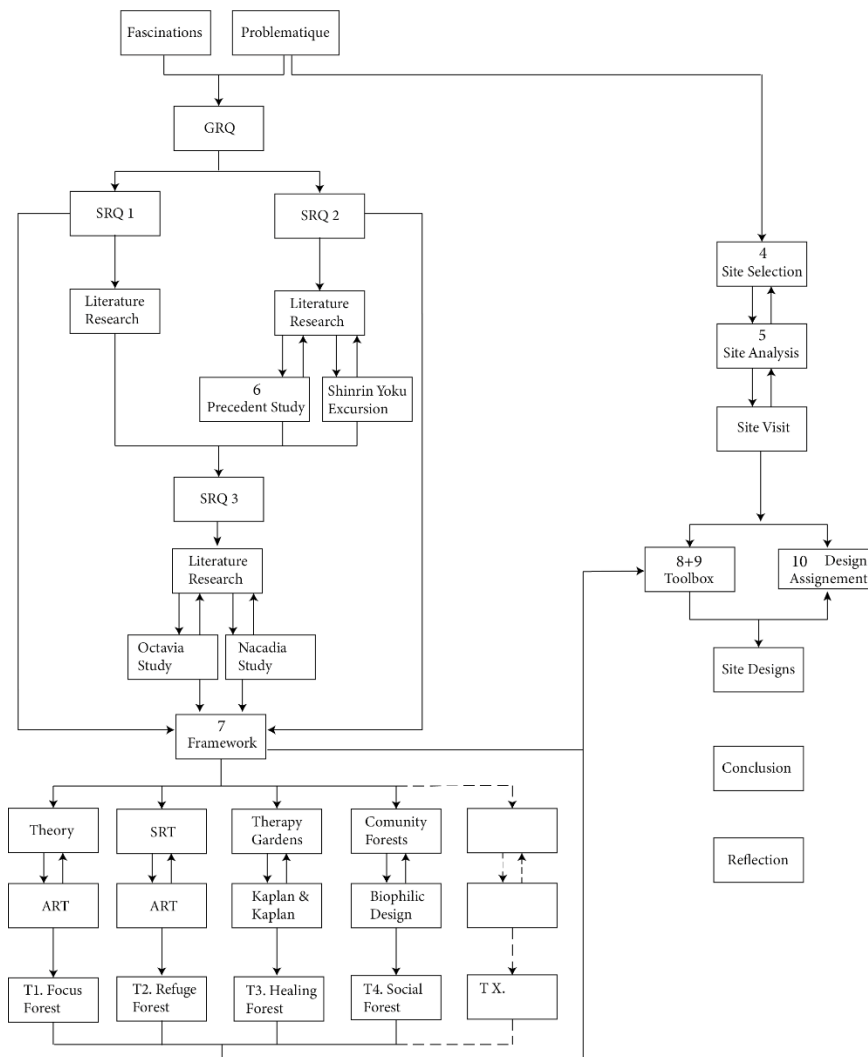 Fascinations
Problematique
GRQ
SRQ 1
SRQ 2
Literature
Research
Literature
Research
6
Precedent Study
Shinrin Yoku
Excursion
SRQ 3
Literature
Research
Octavia
Study
Nacadia
Study
7
Framework
4
Site Selection
5
Site Analysis
Site Visit
8+9
Toolbox
10 Design
Assignement
Site Designs
Conclusion
Reflection
Theory
SRT
Therapy
Gardens
Comunity
Forests
ART
ART
Kaplan &
Kaplan
Biophilic
Design
T1. Focus
Forest
T2. Refuge
Forest
T3. Healing
Forest
T4. Social
Forest
T X.